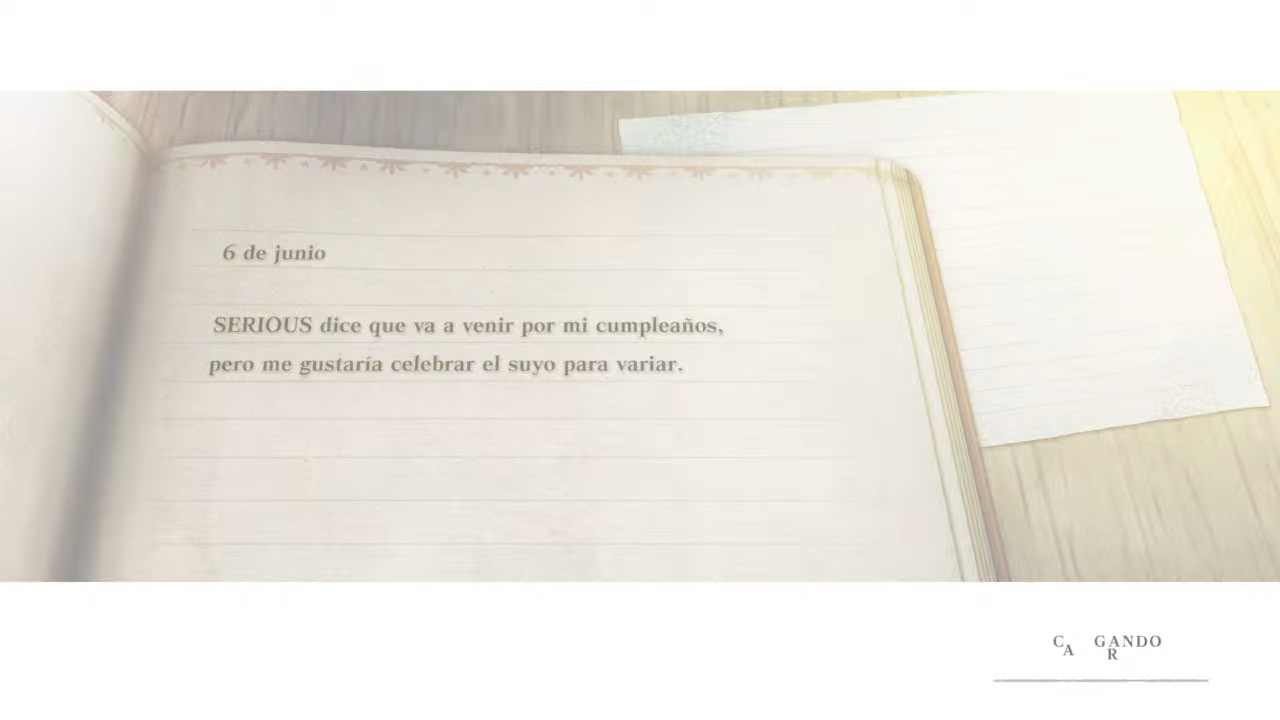 6 de junio
SERIOUS dice que va a venir por mi cumpleaños,
pero me gustaría celebrar el suyo para variar.
CARGANDO